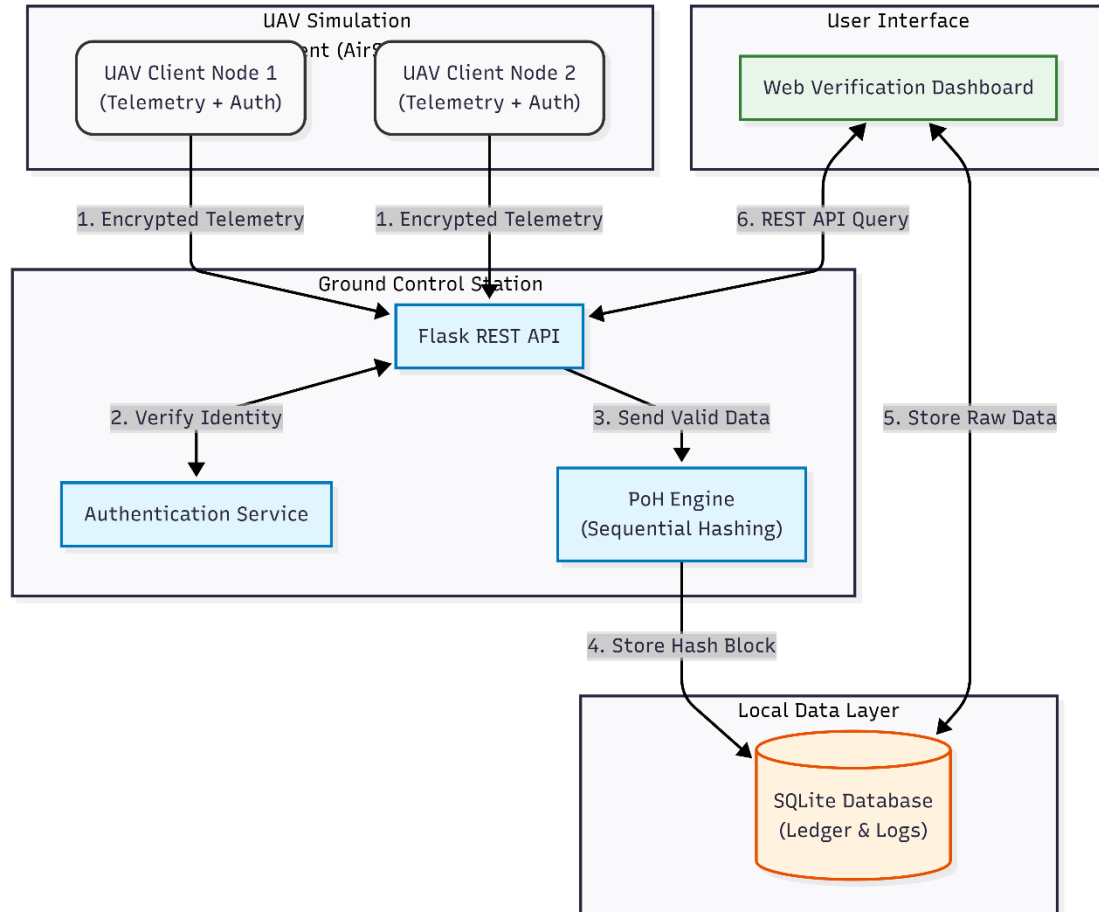 UAV Simulation
ent (AirS
UAV Client Node 1
(Telemetry + Auth)
UAV Client Node 2
(Telemetry + Auth)
User Interface
Web Verification Dashboard
1. Encrypted Telemetry
1. Encrypted Telemetry
6. REST API Query
Ground Control Station
Flask REST API
2. Verify Identity
3. Send Valid Data
5. Store Raw Data
Authentication Service
PoH Engine
(Sequential Hashing)
4. Store Hash Block
Local Data Layer
SQLite Database
(Ledger & Logs)